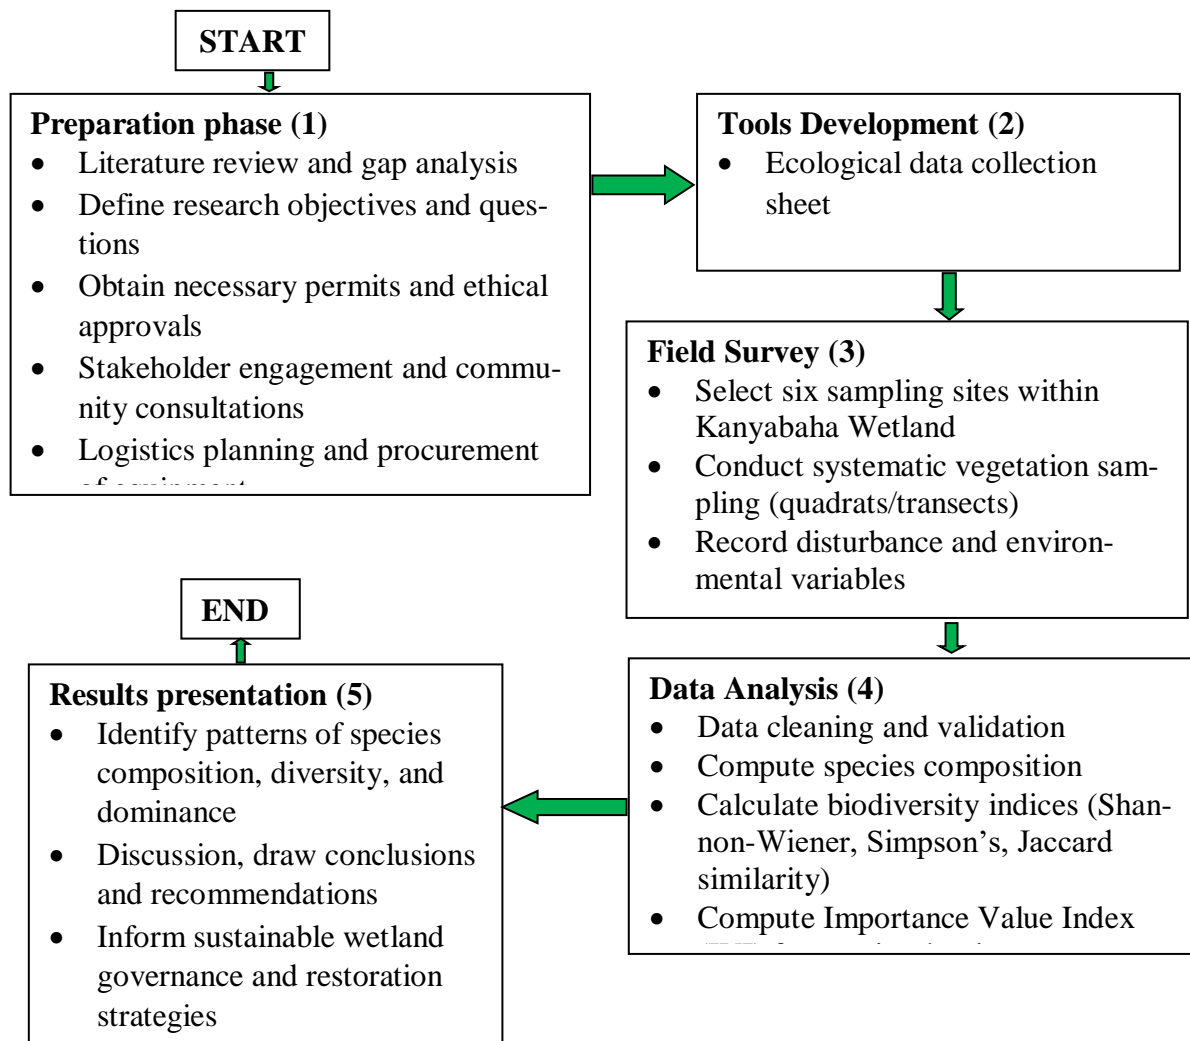 START
Preparation phase (1)
• Literature review and gap analysis
• Define research objectives and ques-
tions
• Obtain necessary permits and ethical
approvals
• Stakeholder engagement and commu-
nity consultations
• Logistics planning and procurement
Tools Development (2)
• Ecological data collection
sheet
Field Survey (3)
• Select six sampling sites within
Kanyabaha Wetland
• Conduct systematic vegetation sam-
pling (quadrats/transects)
• Record disturbance and environ-
mental variables
Data Analysis (4)
• Data cleaning and validation
• Compute species composition
• Calculate biodiversity indices (Shan-
non-Wiener, Simpson’s, Jaccard
similarity)
• Compute Importance Value Index
Results presentation (5)
• Identify patterns of species
composition, diversity, and
dominance
• Discussion, draw conclusions
and recommendations
• Inform sustainable wetland
governance and restoration
strategies
END